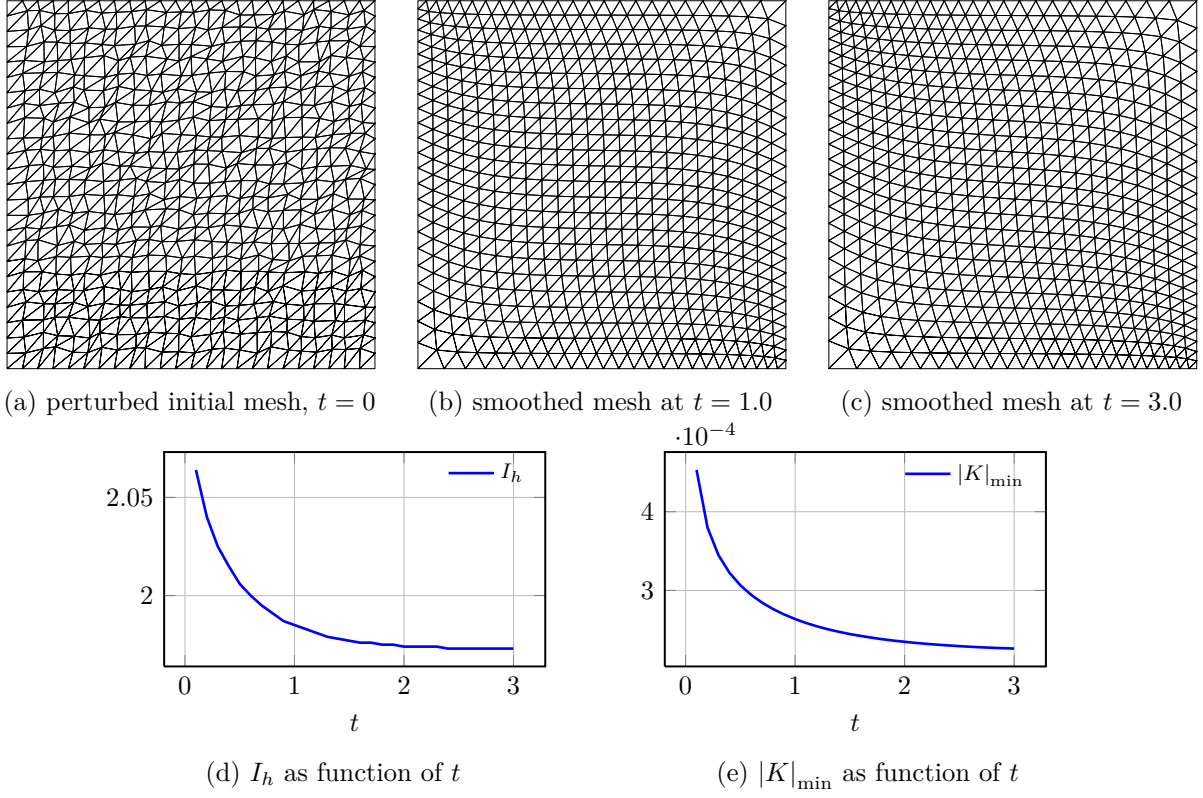 (a) perturbed initial mesh, t = 0
(b) smoothed mesh at t = 1.0
(c) smoothed mesh at t = 3.0
2.05
2
0 1 2 3
t
I_h
(d) I_h as function of t
·10⁻⁴
4
3
0 1 2 3
t
|K|_min
(e) |K|_min as function of t